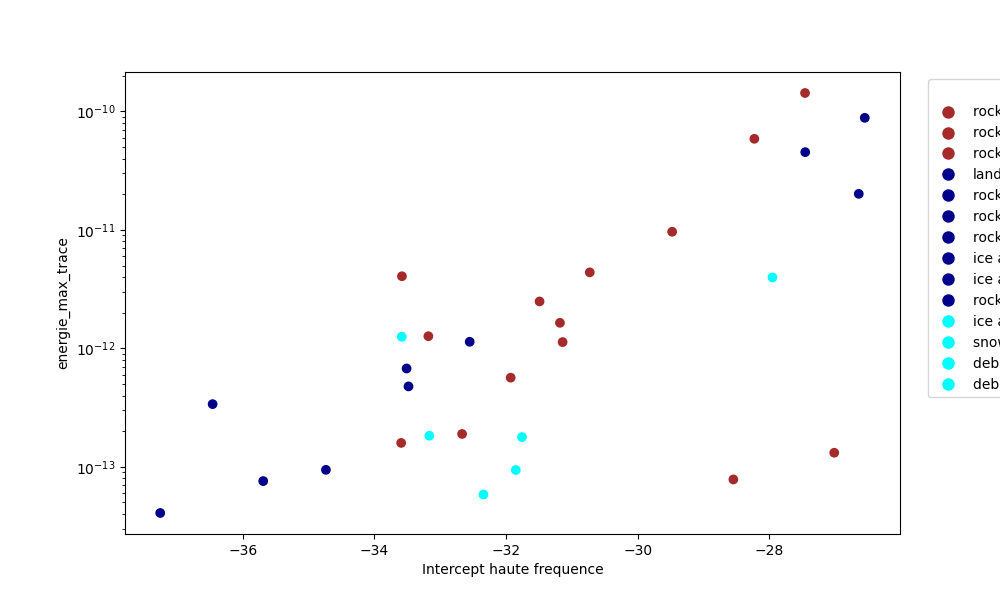 energie_max_trace
10⁻¹⁰
10⁻¹¹
10⁻¹²
10⁻¹³
−36 −34 −32 −30 −28
Intercept haute frequence
rock
rock
rock
land
rock
rock
rock
ice a
ice a
rock
ice a
snow
deb
deb